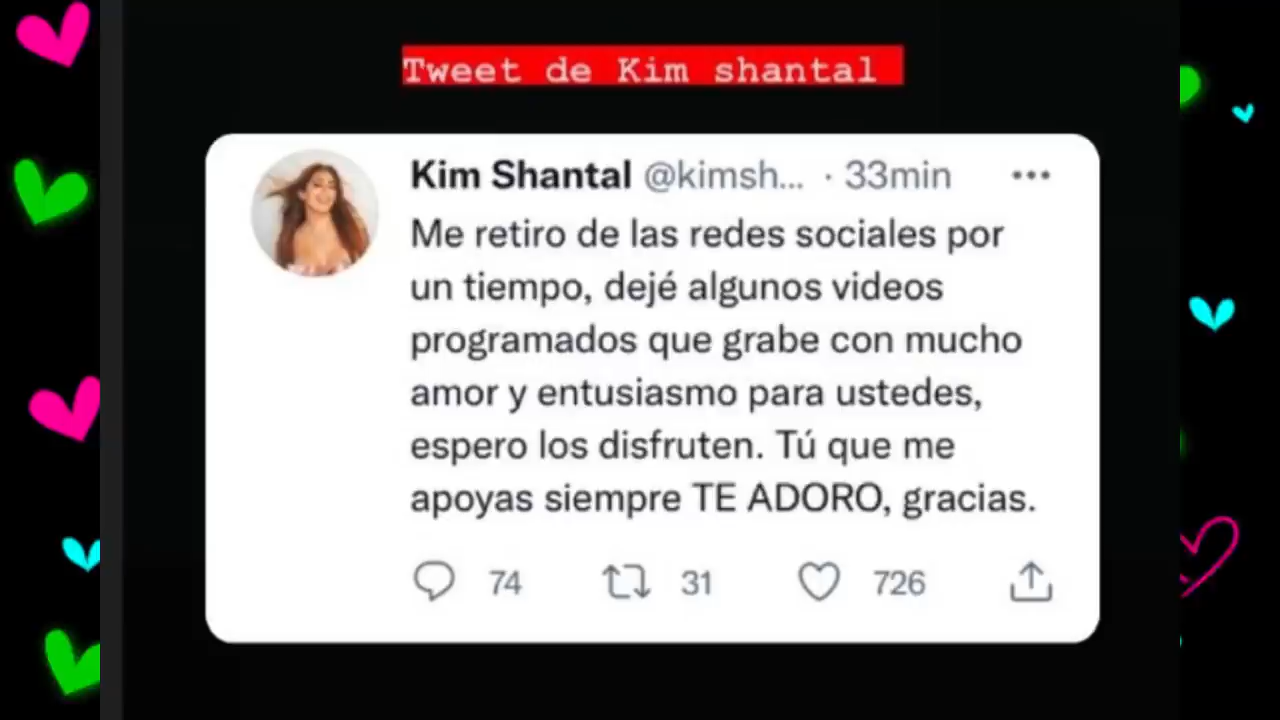 Tweet de Kim shantal
Kim Shantal @kimsh... · 33min
Me retiro de las redes sociales por
un tiempo, dejé algunos videos
programados que grabe con mucho
amor y entusiasmo para ustedes,
espero los disfruten. Tú que me
apoyas siempre TE ADORO, gracias.
74 31 726